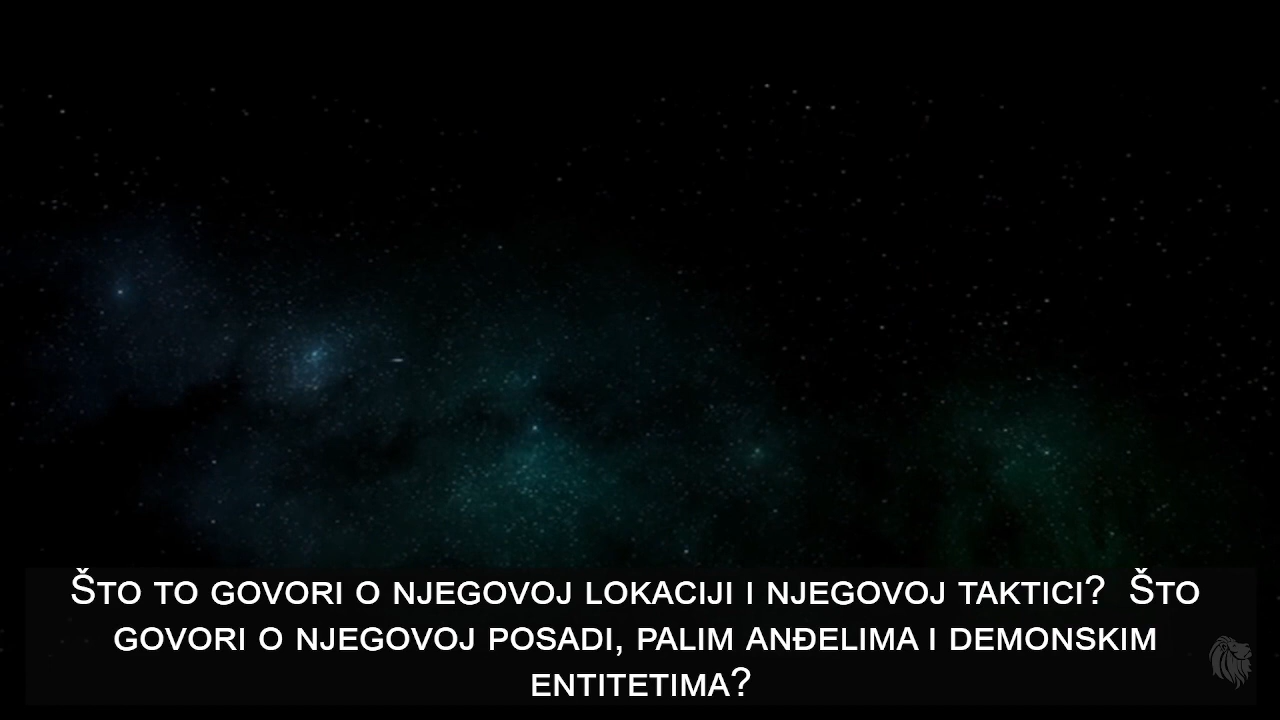 Što to govori o njegovoj lokaciji i njegovoj taktici?  Što
govori o njegovoj posadi, palim anđelima i demonskim
entitetima?